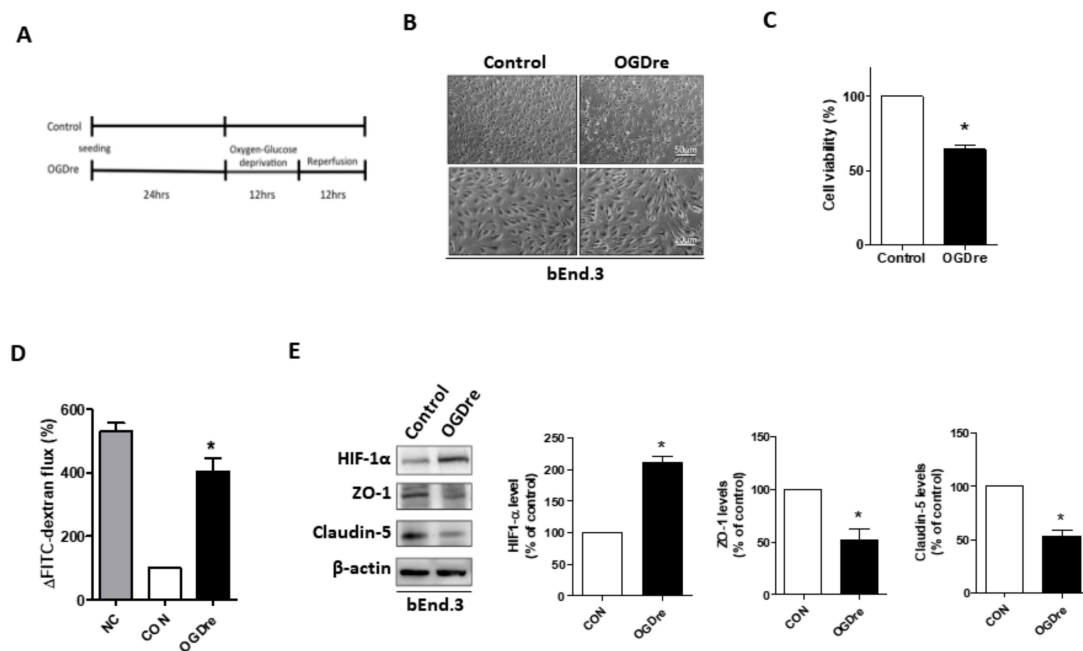 A
Control
seeding
Oxygen-Glucose
deprivation
Reperfusion
OGDre
24hrs
12hrs
12hrs
B
Control
OGDre
50um
20um
bEnd.3
C
Cell viability (%)
100
50
0
Control
OGDre
*
D
ΔFITC-dextran flux (%)
600
400
200
0
NC
CON
OGDre
*
E
Control
OGDre
HIF-1α
ZO-1
Claudin-5
β-actin
bEnd.3
HIF1-α level
(% of control)
250
200
150
100
50
0
CON
OGDre
*
ZO-1 levels
(% of control)
150
100
50
0
CON
OGDre
*
Claudin-5 levels
(% of control)
150
100
50
0
CON
OGDre
*